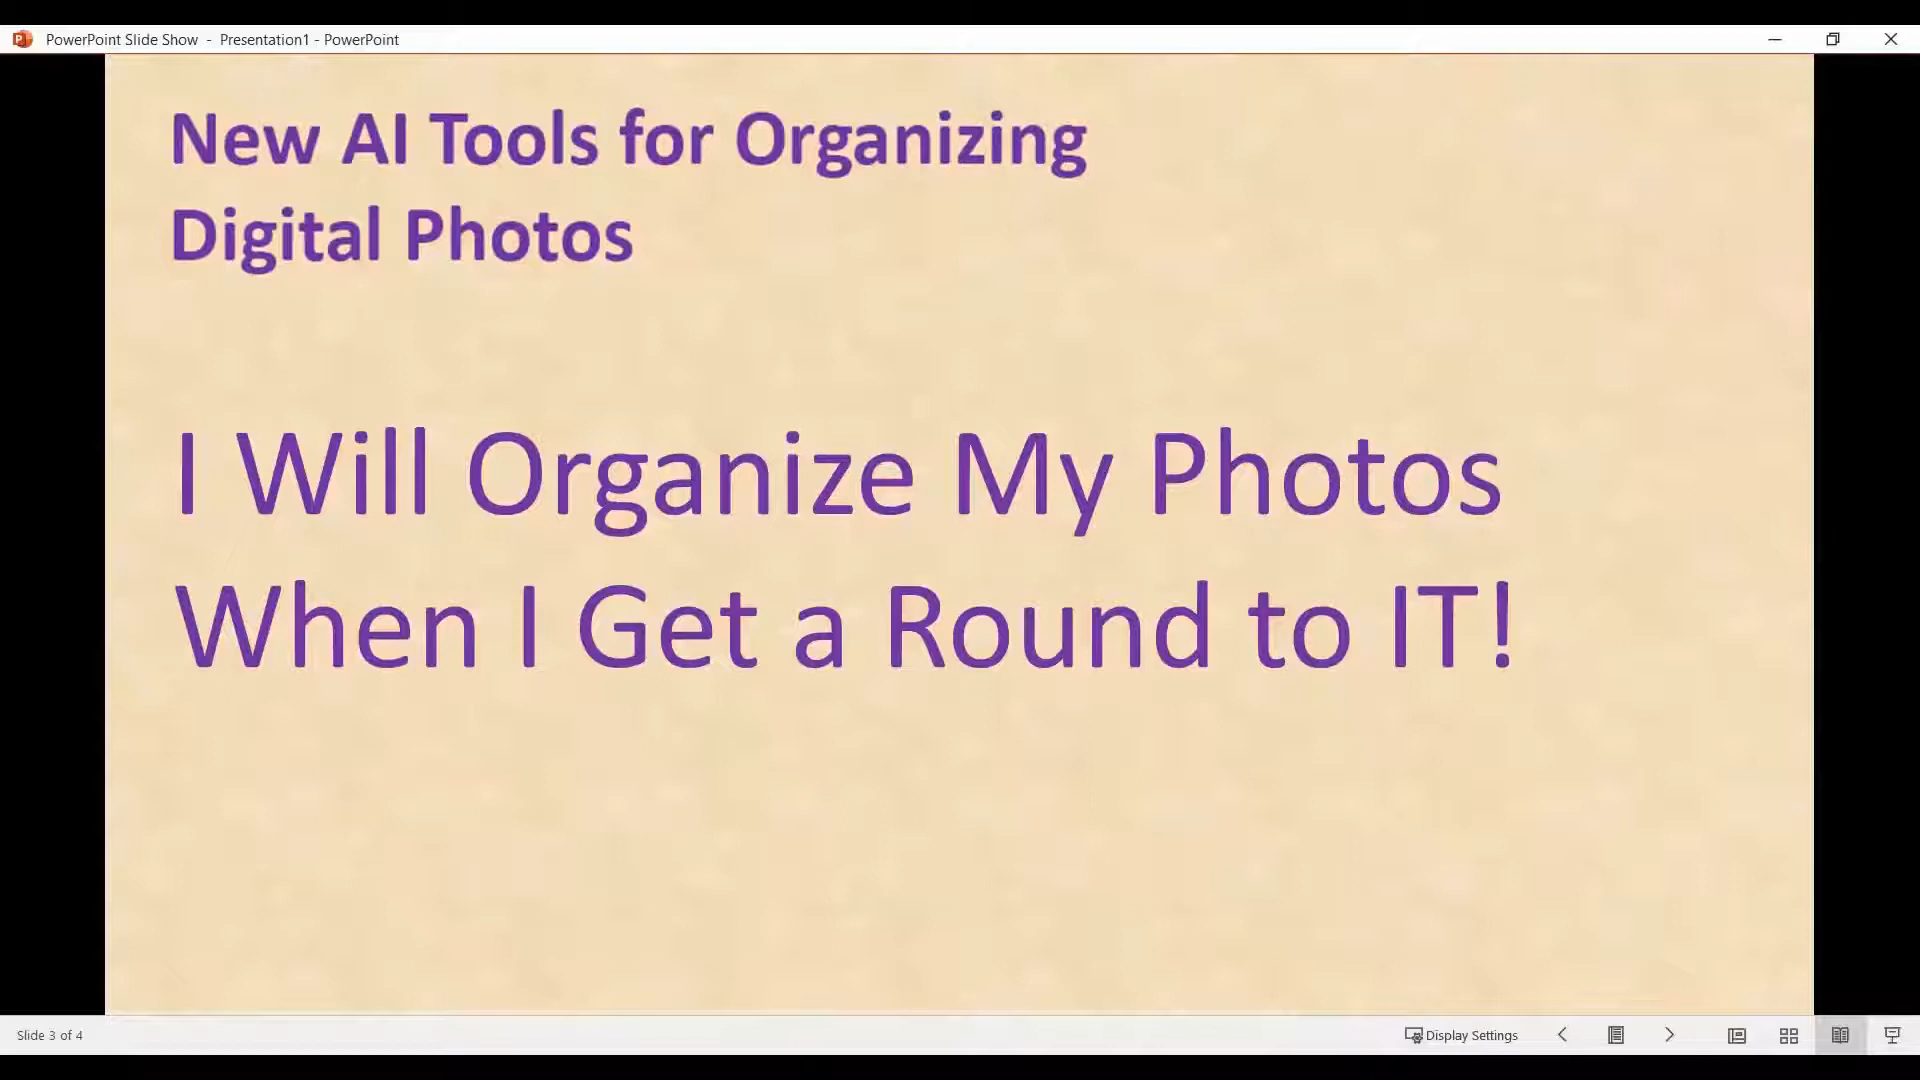 PowerPoint Slide Show - Presentation1 - PowerPoint
New AI Tools for Organizing
Digital Photos
I Will Organize My Photos
When I Get a Round to IT!
Slide 3 of 4
Display Settings